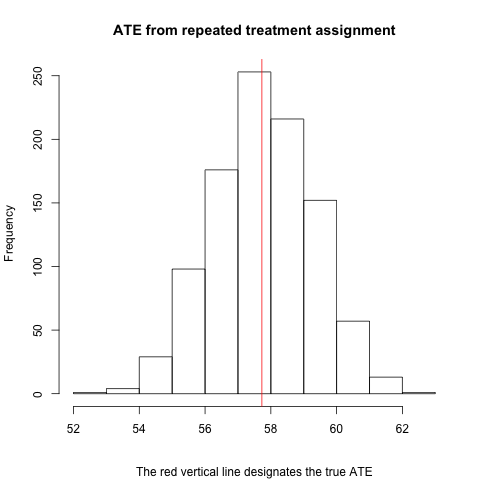 ATE from repeated treatment assignment
Frequency
250
200
150
100
50
0
52 54 56 58 60 62
The red vertical line designates the true ATE